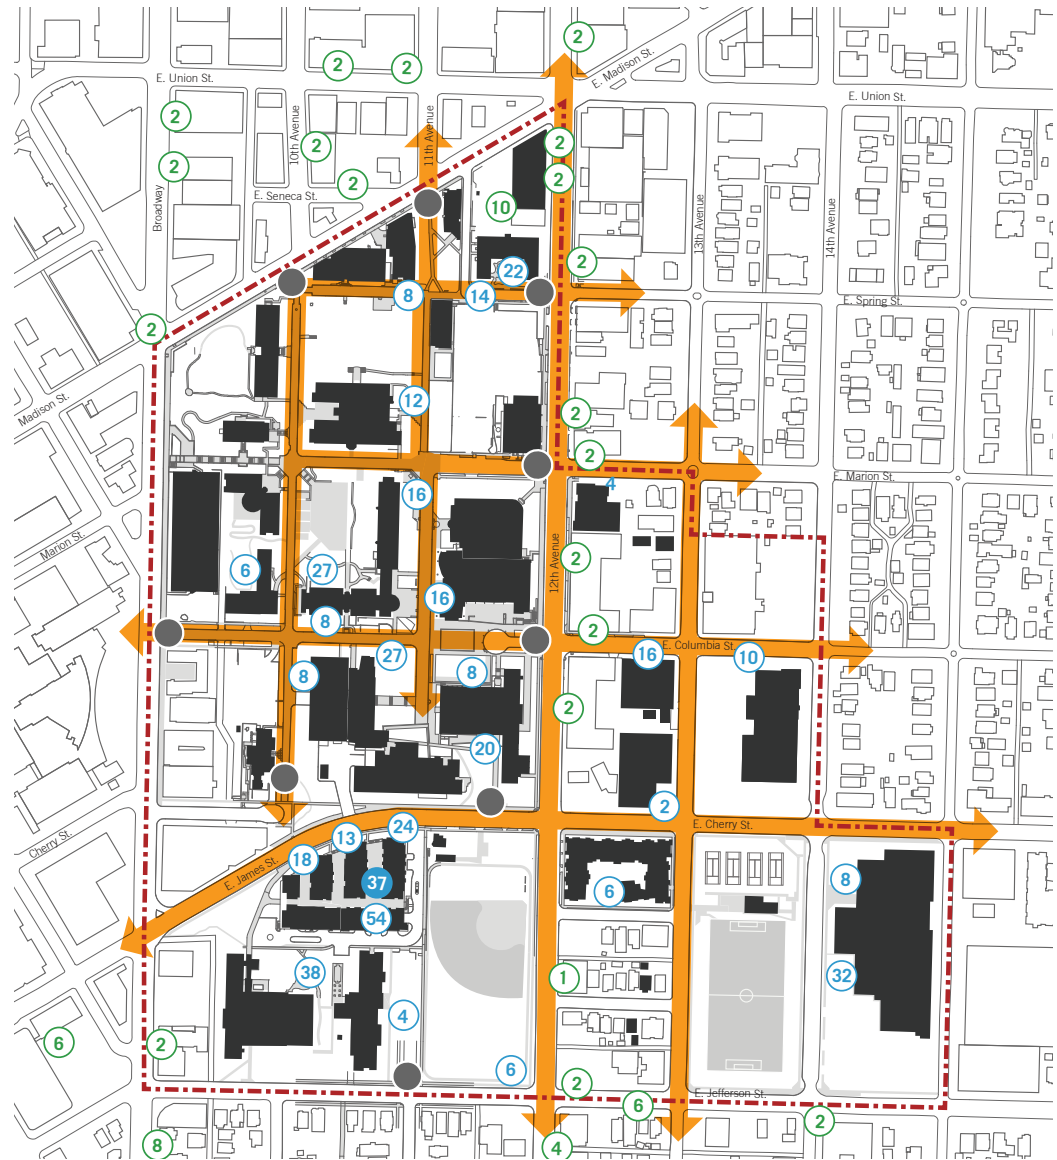 2
E. Madison St.
2
2
E. Union St.
E. Union St.
2
10th Avenue
11th Avenue
2
2
2
2
2
E. Seneca St.
Broadway
10
13th Avenue
14th Avenue
2
22
8
14
E. Spring St.
2
Madison St.
12
2
2
E. Marion St.
4
16
Marion St.
12th Avenue
2
6
27
16
8
2
E. Columbia St.
27
16
10
8
8
2
20
2
Cherry St.
24
13
E. Cherry St.
18
E. James St.
37
6
8
54
38
1
32
4
6
2
6
2
E. Jefferson St.
6
2
8
4